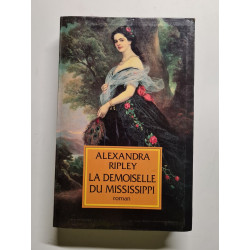 ALEXANDRA
RIPLEY
LA DEMOISELLE
DU MISSISSIPPI
roman